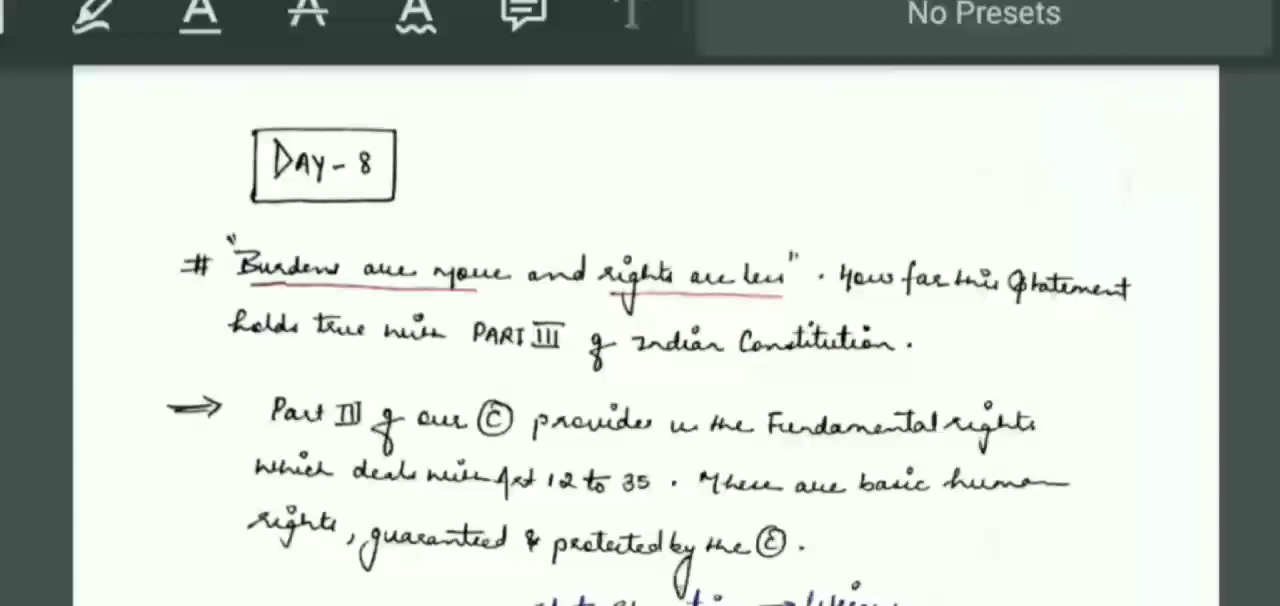 No Presets
DAY - 8
# "Burdens are more and rights are less". How far this statement
holds true with PART III of Indian Constitution.
⇒ Part III of our © provides us the Fundamental rights
which deals with Art 12 to 35. These are basic human
rights, guaranteed & protected by the ©.